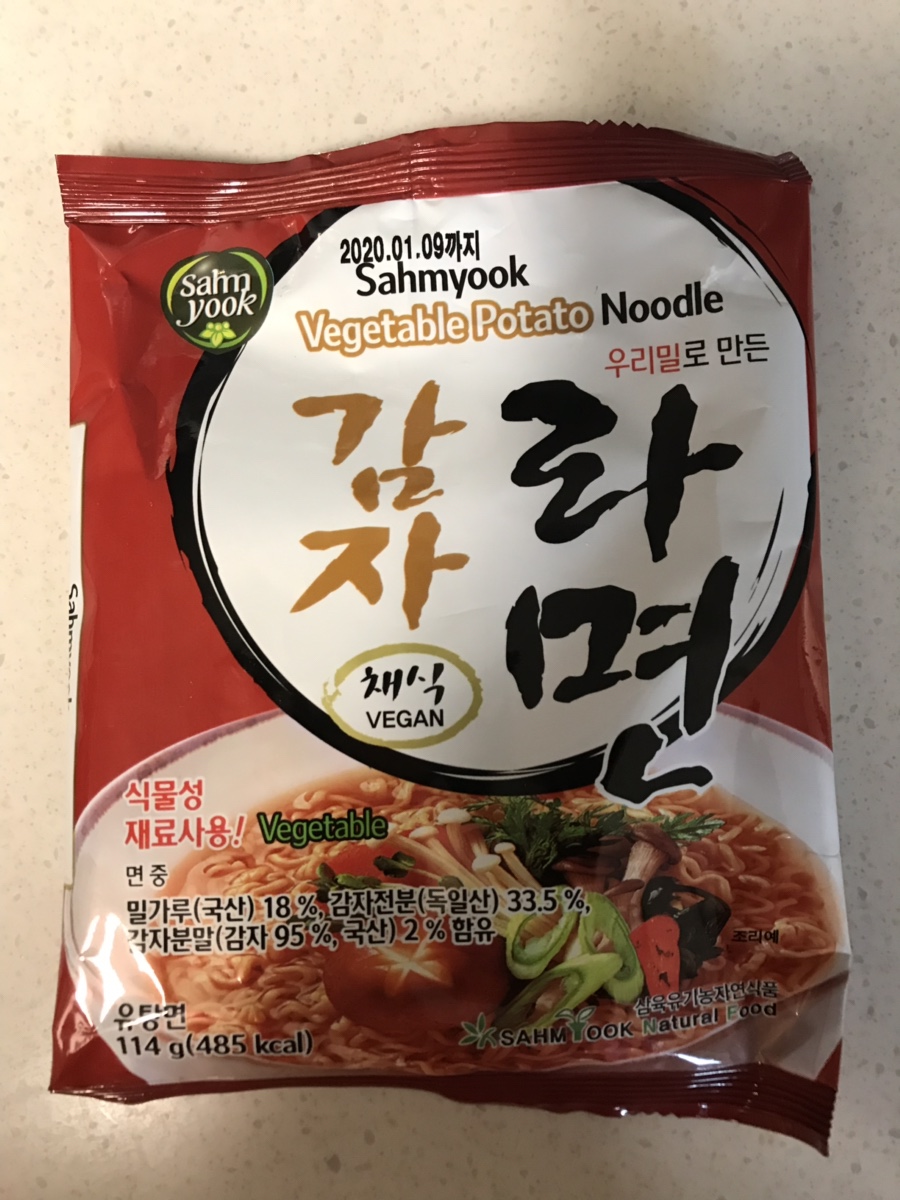 2020.01.09까지
Sahm
yook
Sahmyook
Vegetable Potato Noodle
우리밀로 만든
감자
라면
채식
VEGAN
식물성
재료사용! Vegetable
면 중
밀가루(국산) 18 %, 감자전분(독일산) 33.5 %,
감자분말(감자 95 %, 국산) 2 % 함유
조리예
유탕면
114 g(485 kcal)
삼육유기농자연식품
SAHMYOOK Natural Food